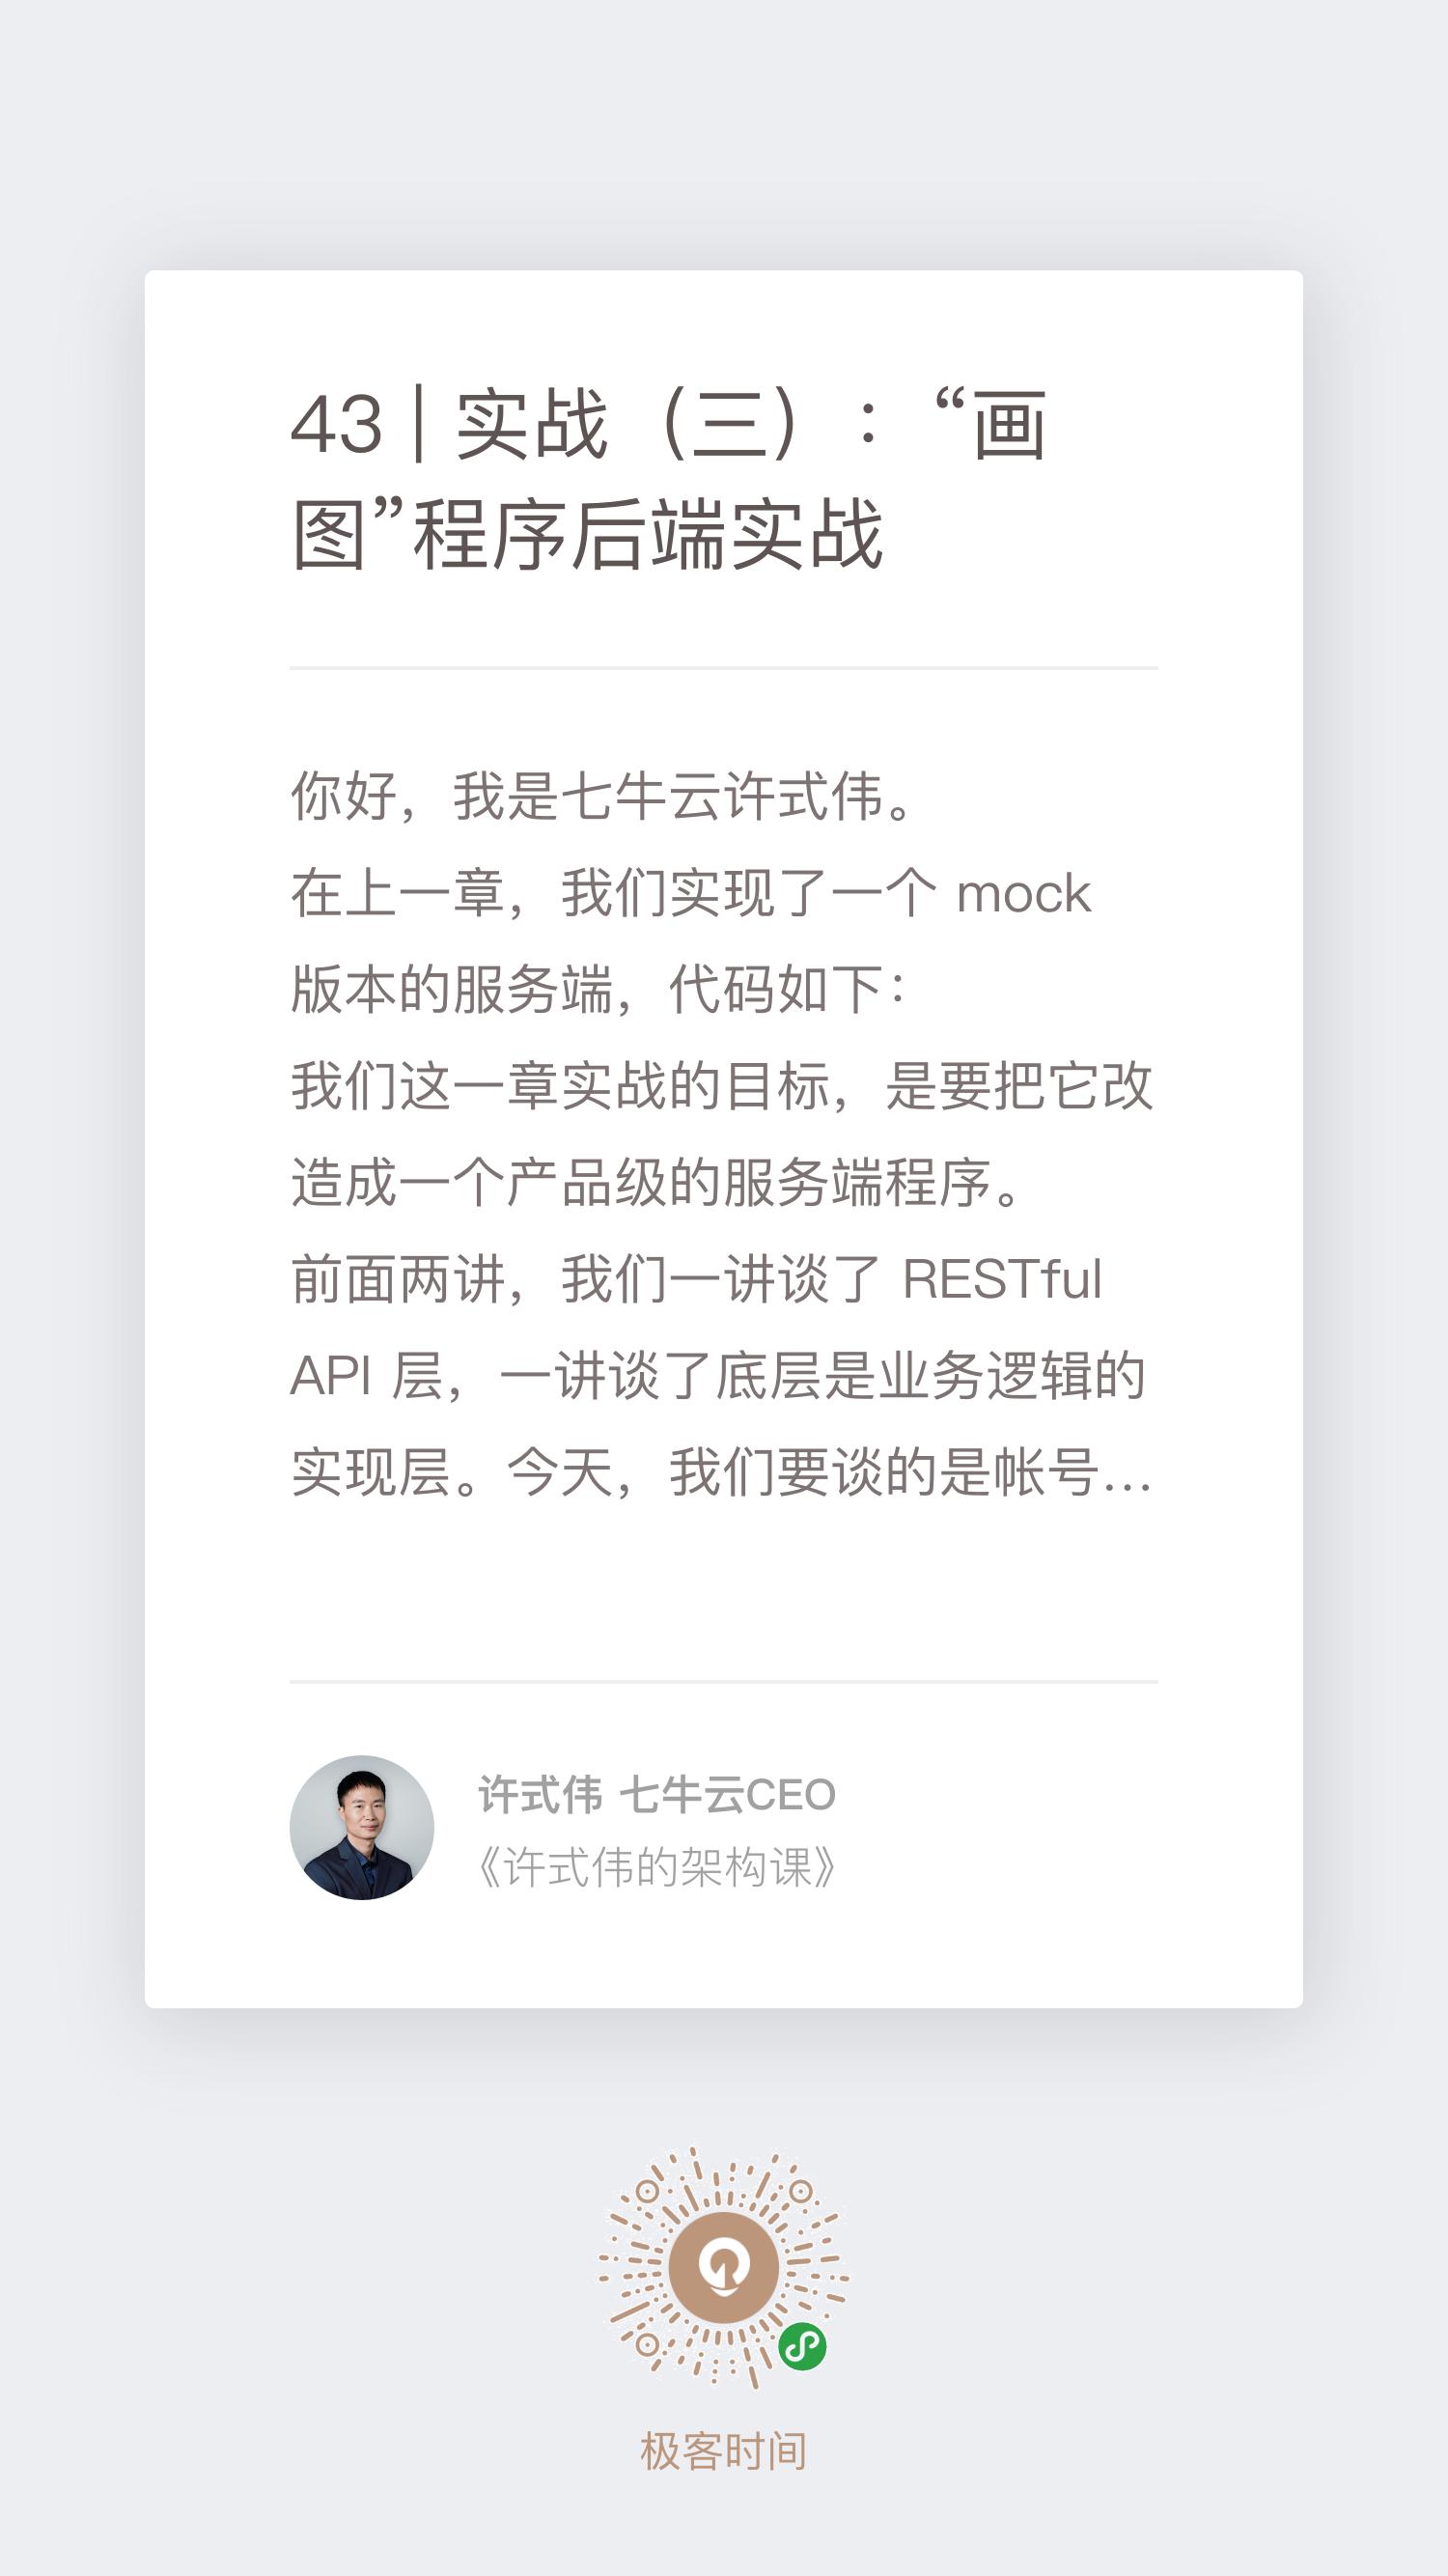 43 | 实战（三）：“画
图”程序后端实战
你好，我是七牛云许式伟。
在上一章，我们实现了一个 mock
版本的服务端，代码如下：
我们这一章实战的目标，是要把它改
造成一个产品级的服务端程序。
前面两讲，我们一讲谈了 RESTful
API 层，一讲谈了底层是业务逻辑的
实现层。今天，我们要谈的是帐号...
许式伟 七牛云CEO
《许式伟的架构课》
极客时间